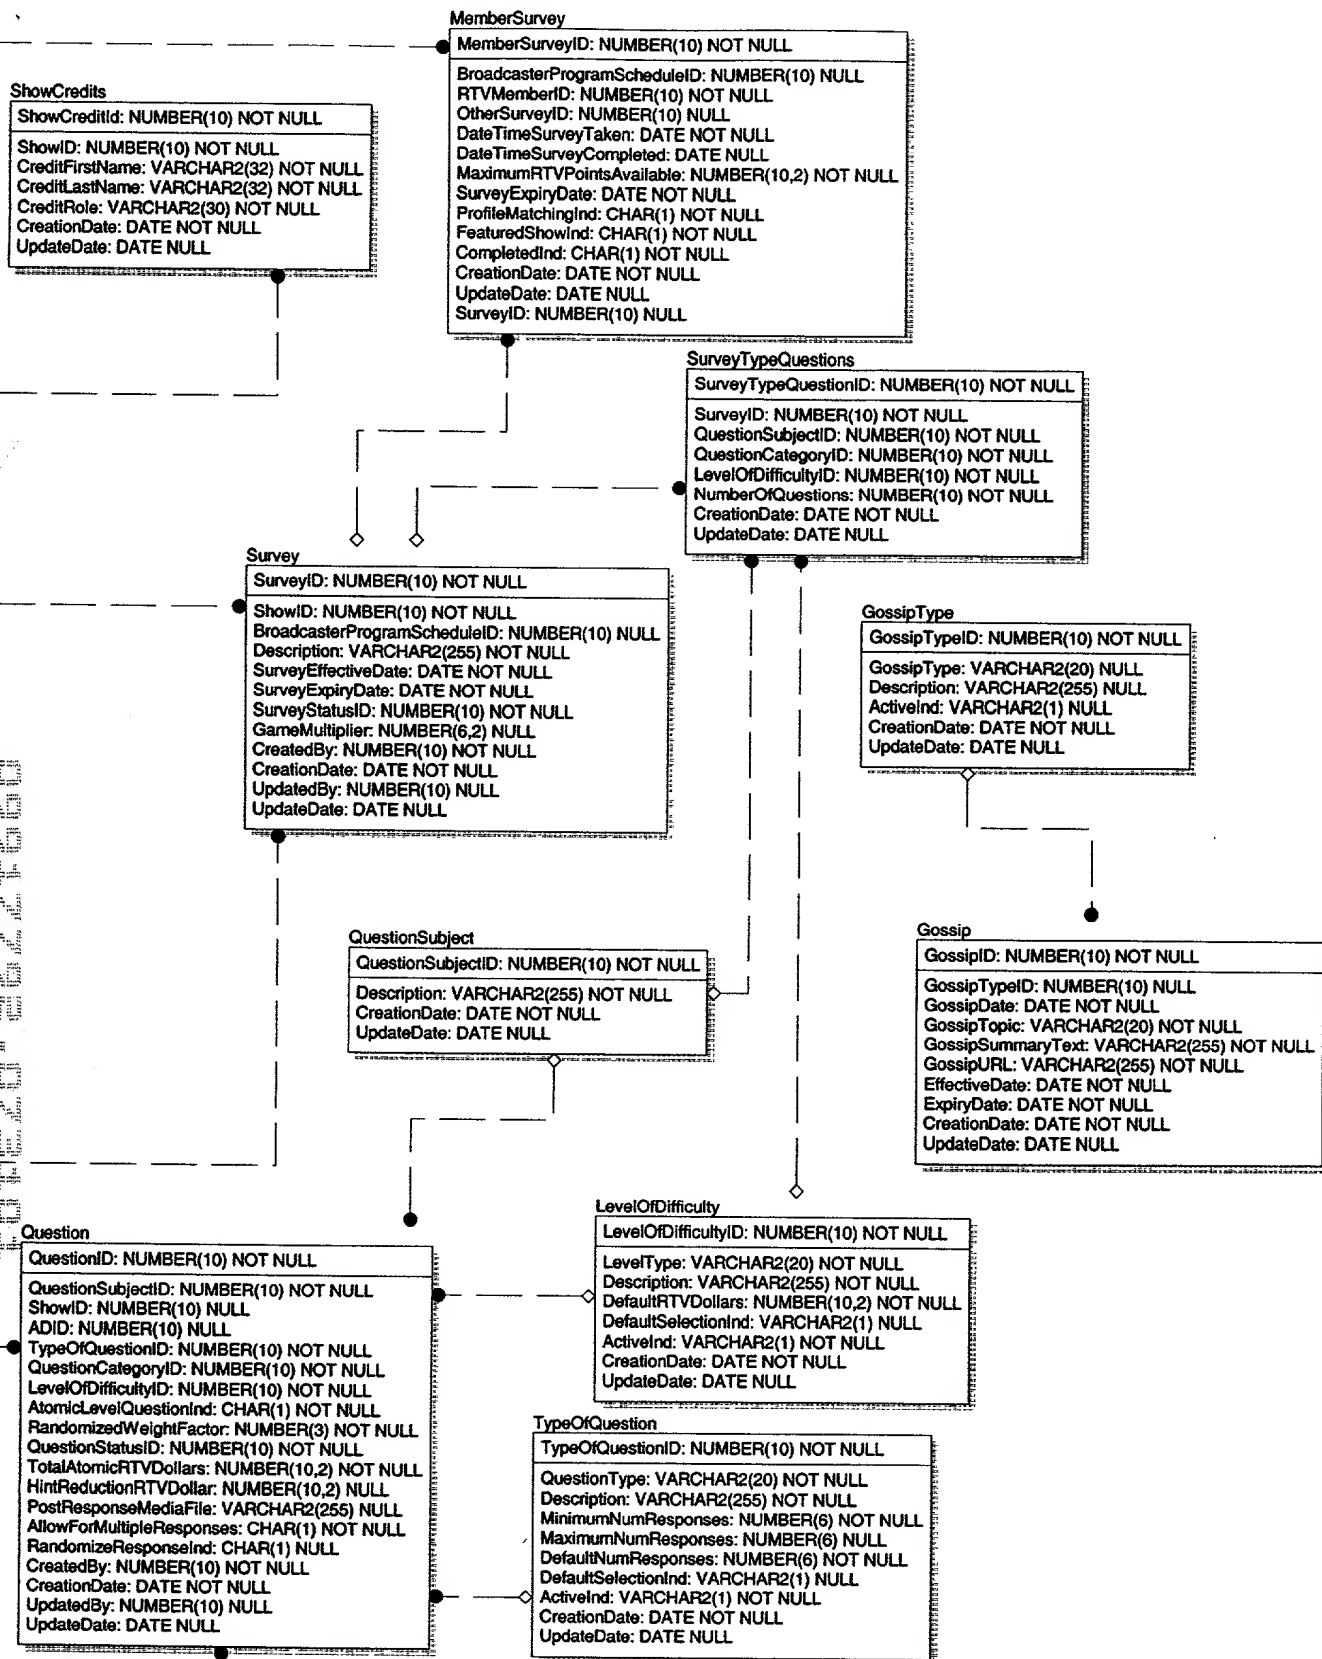 MemberSurvey
MemberSurveyID: NUMBER(10) NOT NULL
BroadcasterProgramScheduleID: NUMBER(10) NULL
RTVMemberID: NUMBER(10) NOT NULL
OtherSurveyID: NUMBER(10) NULL
DateTimeSurveyTaken: DATE NOT NULL
DateTimeSurveyCompleted: DATE NULL
MaximumRTVPointsAvailable: NUMBER(10,2) NOT NULL
SurveyExpiryDate: DATE NOT NULL
ProfileMatchingInd: CHAR(1) NOT NULL
FeaturedShowInd: CHAR(1) NOT NULL
CompletedInd: CHAR(1) NOT NULL
CreationDate: DATE NOT NULL
UpdateDate: DATE NULL
SurveyID: NUMBER(10) NULL
ShowCredits
ShowCreditId: NUMBER(10) NOT NULL
ShowID: NUMBER(10) NOT NULL
CreditFirstName: VARCHAR2(32) NOT NULL
CreditLastName: VARCHAR2(32) NOT NULL
CreditRole: VARCHAR2(30) NOT NULL
CreationDate: DATE NOT NULL
UpdateDate: DATE NULL
SurveyTypeQuestions
SurveyTypeQuestionID: NUMBER(10) NOT NULL
SurveyID: NUMBER(10) NOT NULL
QuestionSubjectID: NUMBER(10) NOT NULL
QuestionCategoryID: NUMBER(10) NOT NULL
LevelOfDifficultyID: NUMBER(10) NOT NULL
NumberOfQuestions: NUMBER(10) NOT NULL
CreationDate: DATE NOT NULL
UpdateDate: DATE NULL
Survey
SurveyID: NUMBER(10) NOT NULL
ShowID: NUMBER(10) NOT NULL
BroadcasterProgramScheduleID: NUMBER(10) NULL
Description: VARCHAR2(255) NOT NULL
SurveyEffectiveDate: DATE NOT NULL
SurveyExpiryDate: DATE NOT NULL
SurveyStatusID: NUMBER(10) NOT NULL
GameMultiplier: NUMBER(6,2) NULL
CreatedBy: NUMBER(10) NOT NULL
CreationDate: DATE NOT NULL
UpdatedBy: NUMBER(10) NULL
UpdateDate: DATE NULL
GossipType
GossipTypeID: NUMBER(10) NOT NULL
GossipType: VARCHAR2(20) NULL
Description: VARCHAR2(255) NULL
ActiveInd: VARCHAR2(1) NULL
CreationDate: DATE NOT NULL
UpdateDate: DATE NULL
QuestionSubject
QuestionSubjectID: NUMBER(10) NOT NULL
Description: VARCHAR2(255) NOT NULL
CreationDate: DATE NOT NULL
UpdateDate: DATE NULL
Gossip
GossipID: NUMBER(10) NOT NULL
GossipTypeID: NUMBER(10) NULL
GossipDate: DATE NOT NULL
GossipTopic: VARCHAR2(20) NOT NULL
GossipSummaryText: VARCHAR2(255) NOT NULL
GossipURL: VARCHAR2(255) NOT NULL
EffectiveDate: DATE NOT NULL
ExpiryDate: DATE NOT NULL
CreationDate: DATE NOT NULL
UpdateDate: DATE NULL
Question
QuestionID: NUMBER(10) NOT NULL
QuestionSubjectID: NUMBER(10) NOT NULL
ShowID: NUMBER(10) NULL
ADID: NUMBER(10) NULL
TypeOfQuestionID: NUMBER(10) NOT NULL
QuestionCategoryID: NUMBER(10) NOT NULL
LevelOfDifficultyID: NUMBER(10) NOT NULL
AtomicLevelQuestionInd: CHAR(1) NOT NULL
RandomizedWeightFactor: NUMBER(3) NOT NULL
QuestionStatusID: NUMBER(10) NOT NULL
TotalAtomicRTVDollars: NUMBER(10,2) NOT NULL
HintReductionRTVDollar: NUMBER(10,2) NULL
PostResponseMediaFile: VARCHAR2(255) NULL
AllowForMultipleResponses: CHAR(1) NOT NULL
RandomizeResponseInd: CHAR(1) NULL
CreatedBy: NUMBER(10) NOT NULL
CreationDate: DATE NOT NULL
UpdatedBy: NUMBER(10) NULL
UpdateDate: DATE NULL
LevelOfDifficulty
LevelOfDifficultyID: NUMBER(10) NOT NULL
LevelType: VARCHAR2(20) NOT NULL
Description: VARCHAR2(255) NOT NULL
DefaultRTVDollars: NUMBER(10,2) NOT NULL
DefaultSelectionInd: VARCHAR2(1) NULL
ActiveInd: VARCHAR2(1) NOT NULL
CreationDate: DATE NOT NULL
UpdateDate: DATE NULL
TypeOfQuestion
TypeOfQuestionID: NUMBER(10) NOT NULL
QuestionType: VARCHAR2(20) NOT NULL
Description: VARCHAR2(255) NOT NULL
MinimumNumResponses: NUMBER(6) NOT NULL
MaximumNumResponses: NUMBER(6) NULL
DefaultNumResponses: NUMBER(6) NOT NULL
DefaultSelectionInd: VARCHAR2(1) NULL
ActiveInd: VARCHAR2(1) NOT NULL
CreationDate: DATE NOT NULL
UpdateDate: DATE NULL